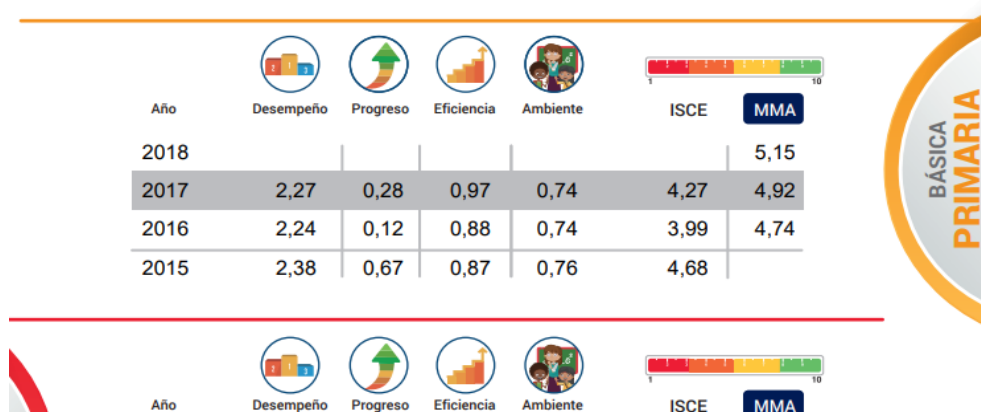 1 10
Año Desempeño Progreso Eficiencia Ambiente ISCE MMA
2018 5,15
2017 2,27 0,28 0,97 0,74 4,27 4,92
2016 2,24 0,12 0,88 0,74 3,99 4,74
2015 2,38 0,67 0,87 0,76 4,68
BÁSICA
PRIMARIA
1 10
Año Desempeño Progreso Eficiencia Ambiente ISCE MMA